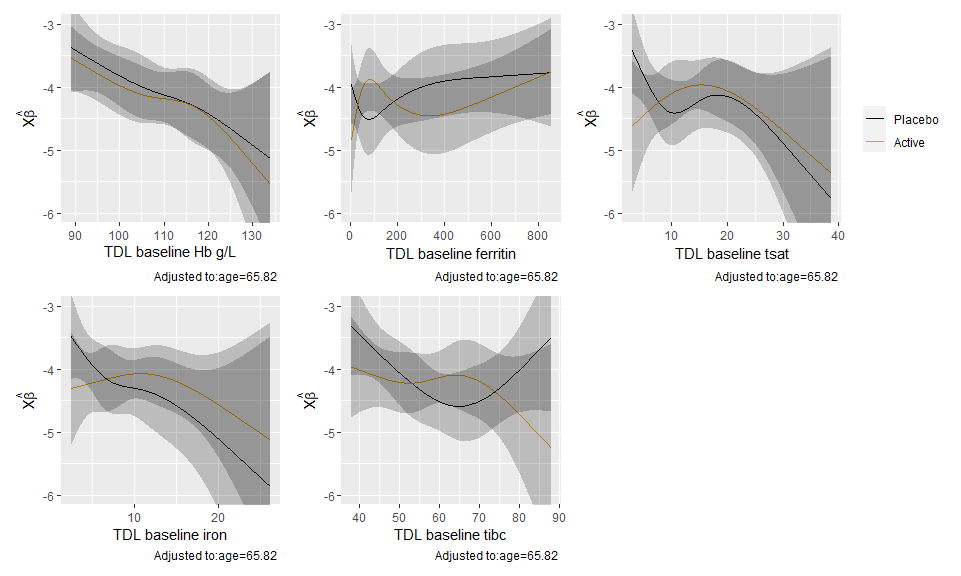 -3
-4
-5
-6
Xβ̂
90 100 110 120 130
TDL baseline Hb g/L
Adjusted to:age=65.82
-3
-4
-5
-6
Xβ̂
0 200 400 600 800
TDL baseline ferritin
Adjusted to:age=65.82
-3
-4
-5
-6
Xβ̂
10 20 30 40
TDL baseline tsat
Adjusted to:age=65.82
Placebo
Active
-3
-4
-5
-6
Xβ̂
10 20
TDL baseline iron
Adjusted to:age=65.82
-3
-4
-5
-6
Xβ̂
40 50 60 70 80 90
TDL baseline tibc
Adjusted to:age=65.82